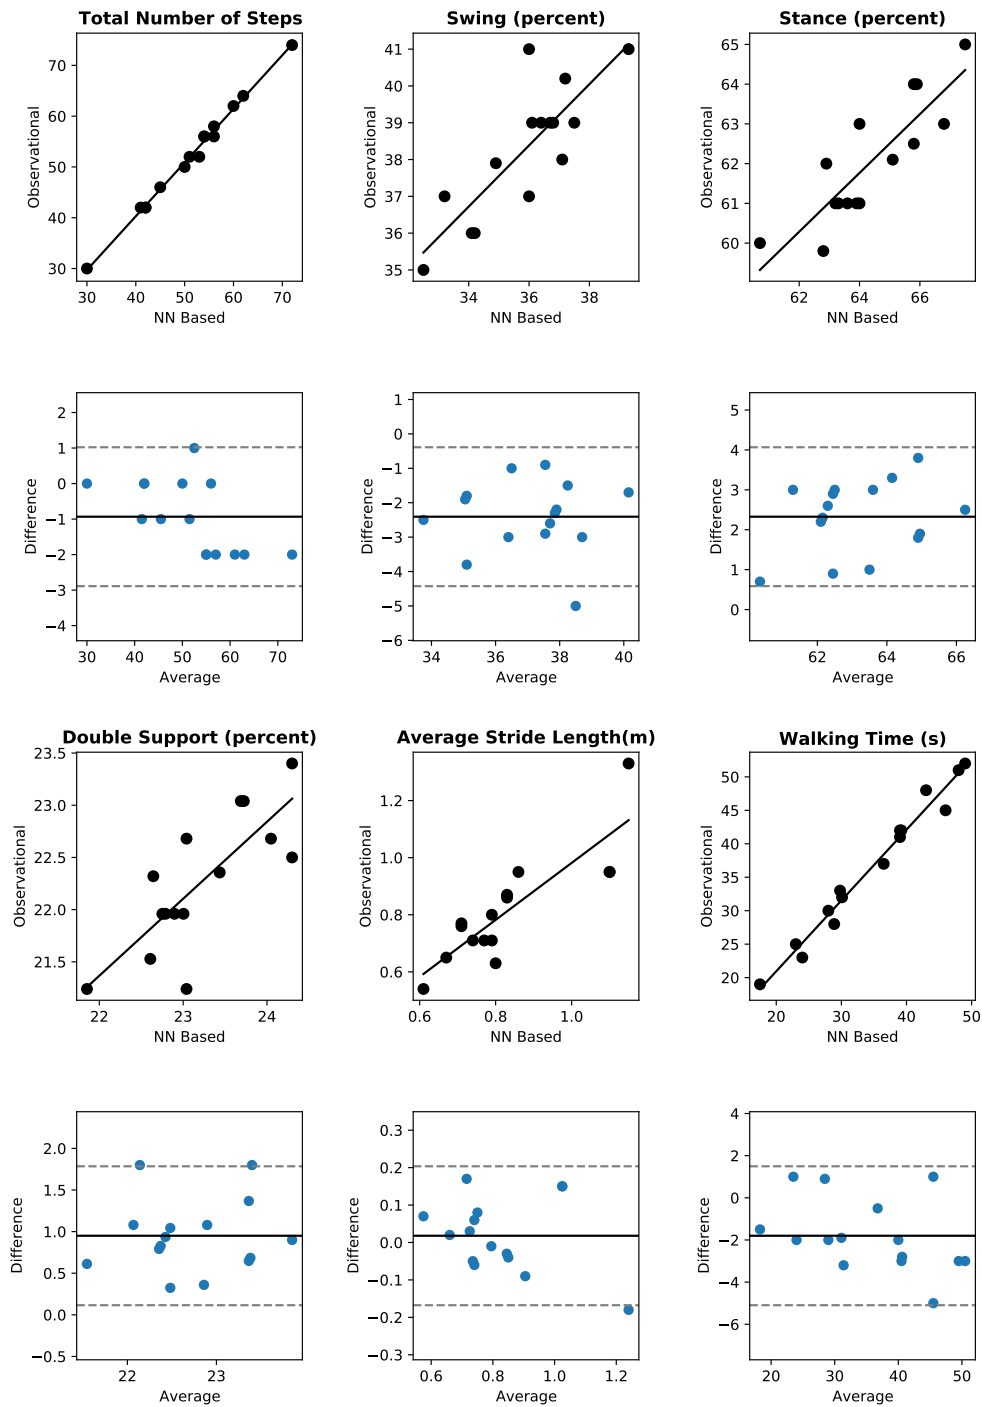 Total Number of Steps
Swing (percent)
Stance (percent)
Observational
70
60
50
40
30
30 40 50 60 70
NN Based
Observational
41
40
39
38
37
36
35
34 36 38
NN Based
Observational
65
64
63
62
61
60
62 64 66
NN Based
Difference
2
1
0
−1
−2
−3
−4
30 40 50 60 70
Average
Difference
1
0
−1
−2
−3
−4
−5
−6
34 36 38 40
Average
Difference
5
4
3
2
1
0
62 64 66
Average
Double Support (percent)
Average Stride Length(m)
Walking Time (s)
Observational
23.5
23.0
22.5
22.0
21.5
22 23 24
NN Based
Observational
1.2
1.0
0.8
0.6
0.6 0.8 1.0
NN Based
Observational
50
45
40
35
30
25
20
20 30 40 50
NN Based
Difference
2.0
1.5
1.0
0.5
0.0
−0.5
22 23
Average
Difference
0.3
0.2
0.1
0.0
−0.1
−0.2
−0.3
0.6 0.8 1.0 1.2
Average
Difference
4
2
0
−2
−4
−6
20 30 40 50
Average